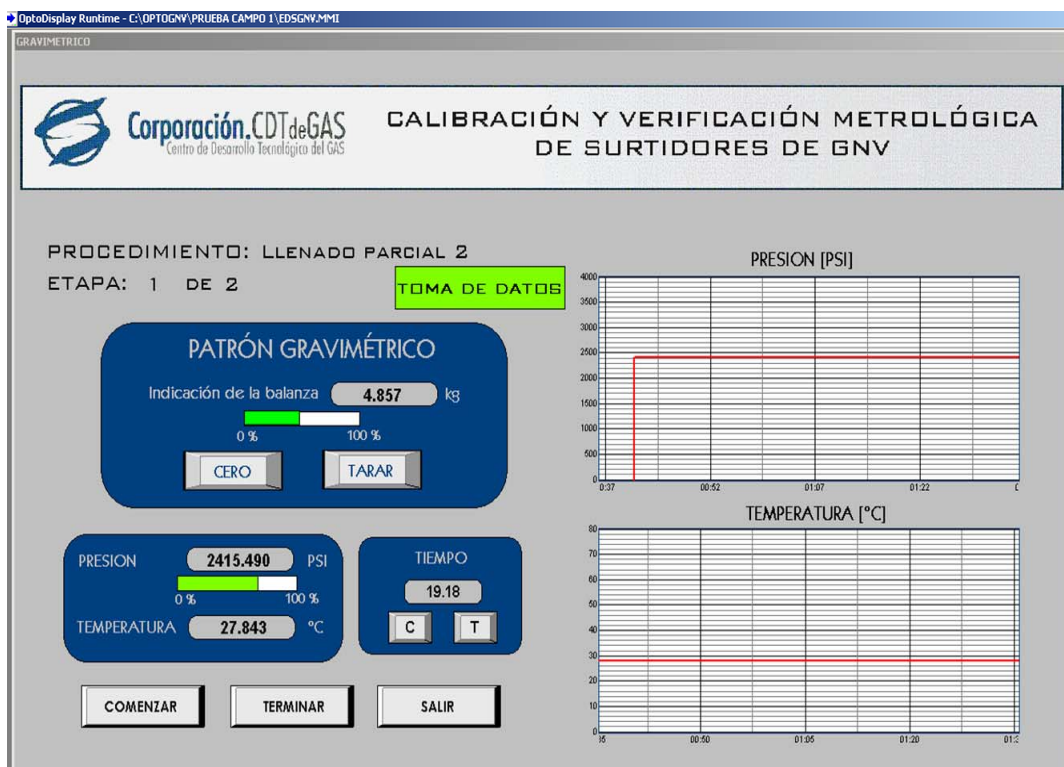 OptoDisplay Runtime - C:\OPTOGNV\PRUEBA CAMPO 1\EDSGNV.MMI
GRAVIMETRICO
Corporación.CDTdeGAS
Centro de Desarrollo Tecnológico del GAS
CALIBRACIÓN Y VERIFICACIÓN METROLÓGICA
DE SURTIDORES DE GNV
PROCEDIMIENTO: LLENADO PARCIAL 2
ETAPA: 1 DE 2
TOMA DE DATOS
PATRÓN GRAVIMÉTRICO
Indicación de la balanza 4.857 kg
0 % 100 %
CERO TARAR
PRESION 2415.490 PSI
0 % 100 %
TEMPERATURA 27.843 °C
TIEMPO
19.18
C T
COMENZAR TERMINAR SALIR
PRESION [PSI]
4000
3500
3000
2500
2000
1500
1000
500
0
0:37 00:52 01:07 01:22
TEMPERATURA [°C]
80
70
60
50
40
30
20
10
0
00:50 01:05 01:20